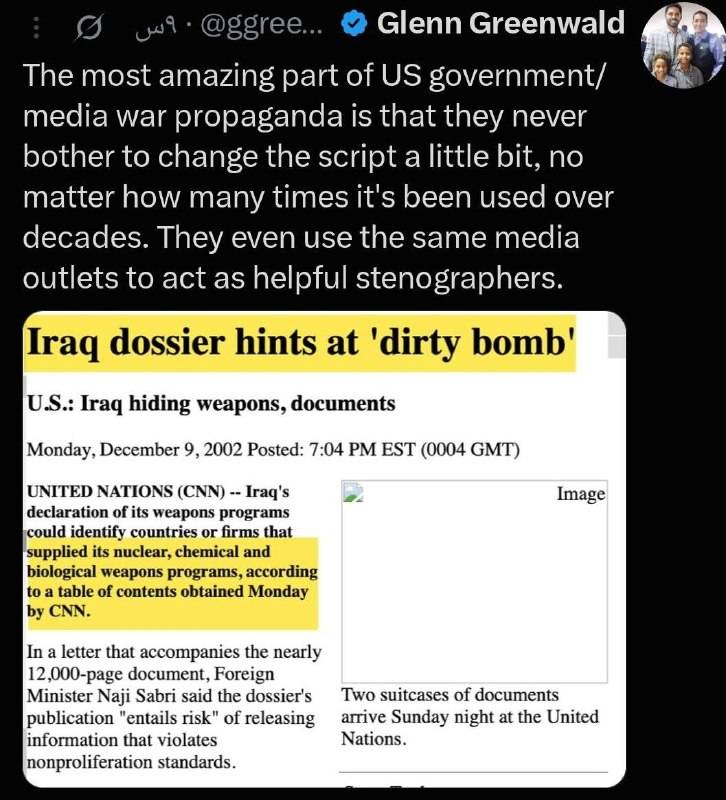 Glenn Greenwald @ggree... · ٩س
The most amazing part of US government/
media war propaganda is that they never
bother to change the script a little bit, no
matter how many times it's been used over
decades. They even use the same media
outlets to act as helpful stenographers.
Iraq dossier hints at 'dirty bomb'
U.S.: Iraq hiding weapons, documents
Monday, December 9, 2002 Posted: 7:04 PM EST (0004 GMT)
UNITED NATIONS (CNN) -- Iraq's
declaration of its weapons programs
could identify countries or firms that
supplied its nuclear, chemical and
biological weapons programs, according
to a table of contents obtained Monday
by CNN.
In a letter that accompanies the nearly
12,000-page document, Foreign
Minister Naji Sabri said the dossier's
publication "entails risk" of releasing
information that violates
nonproliferation standards.
Image
Two suitcases of documents
arrive Sunday night at the United
Nations.